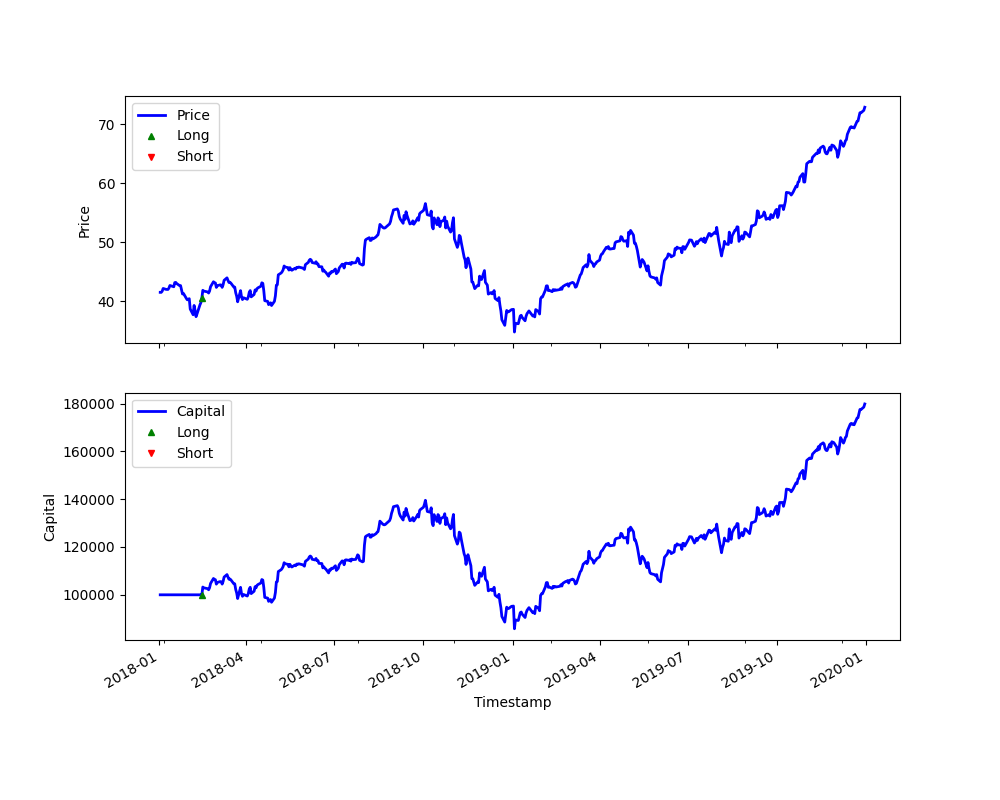 Price
Long
Short
70
60
50
40
Price
Capital
Long
Short
180000
160000
140000
120000
100000
Capital
2018-01
2018-04
2018-07
2018-10
2019-01
2019-04
2019-07
2019-10
2020-01
Timestamp